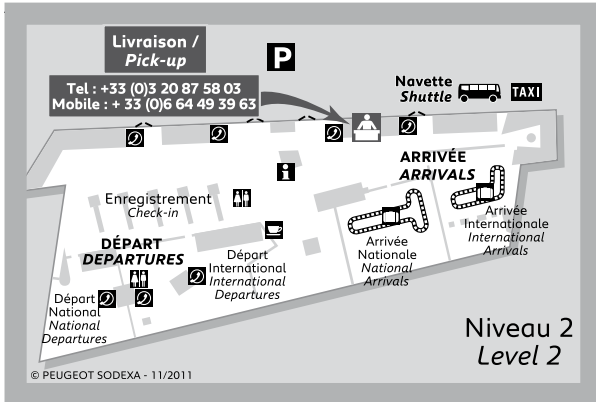 Livraison /
Pick-up
P
Tel : +33 (0)3 20 87 58 03
Mobile : + 33 (0)6 64 49 39 63
Navette
Shuttle
TAXI
ARRIVÉE
ARRIVALS
i
Enregistrement
Check-in
Arrivée
Internationale
International
Arrivals
Arrivée
Nationale
National
Arrivals
DÉPART
DEPARTURES
Départ
International
International
Departures
Départ
National
National
Departures
Niveau 2
Level 2
© PEUGEOT SODEXA - 11/2011